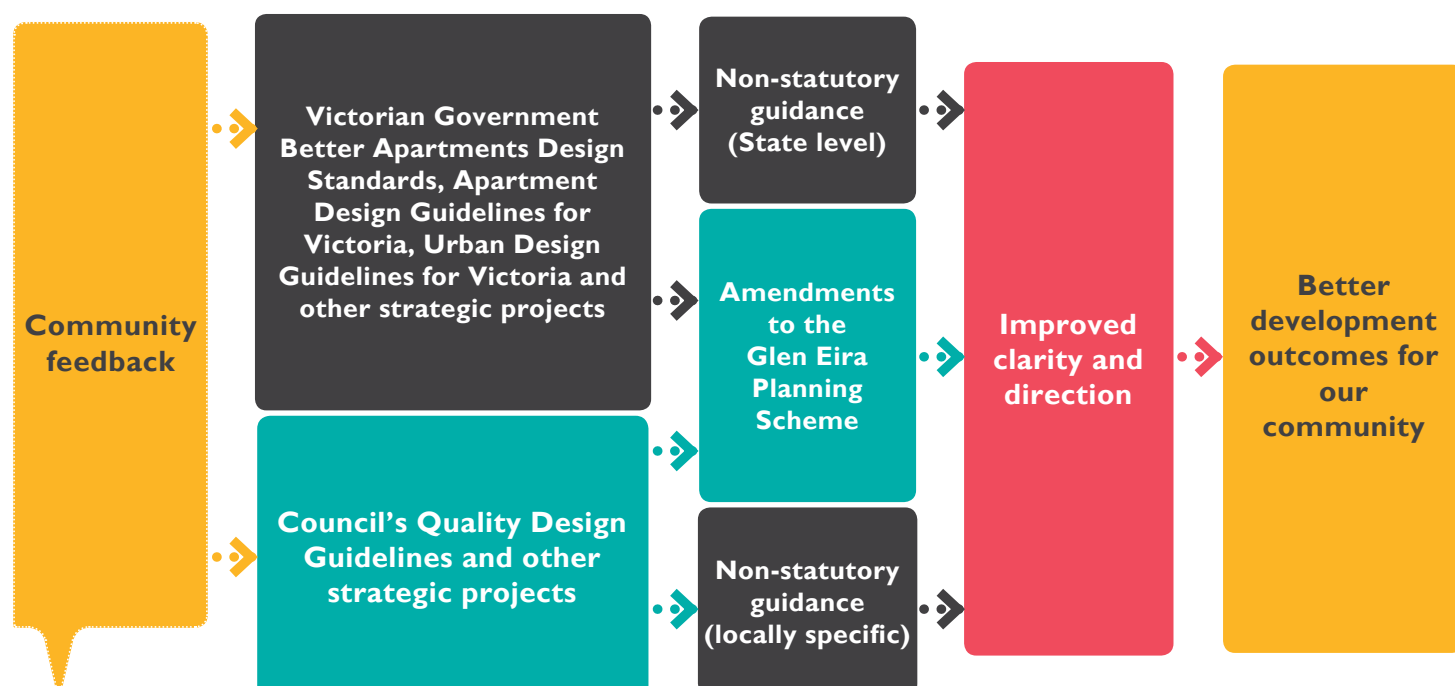 Community
feedback
Victorian Government
Better Apartments Design
Standards, Apartment
Design Guidelines for
Victoria, Urban Design
Guidelines for Victoria and
other strategic projects
Council’s Quality Design
Guidelines and other
strategic projects
Non-statutory
guidance
(State level)
Amendments
to the
Glen Eira
Planning
Scheme
Non-statutory
guidance
(locally specific)
Improved
clarity and
direction
Better
development
outcomes for
our
community